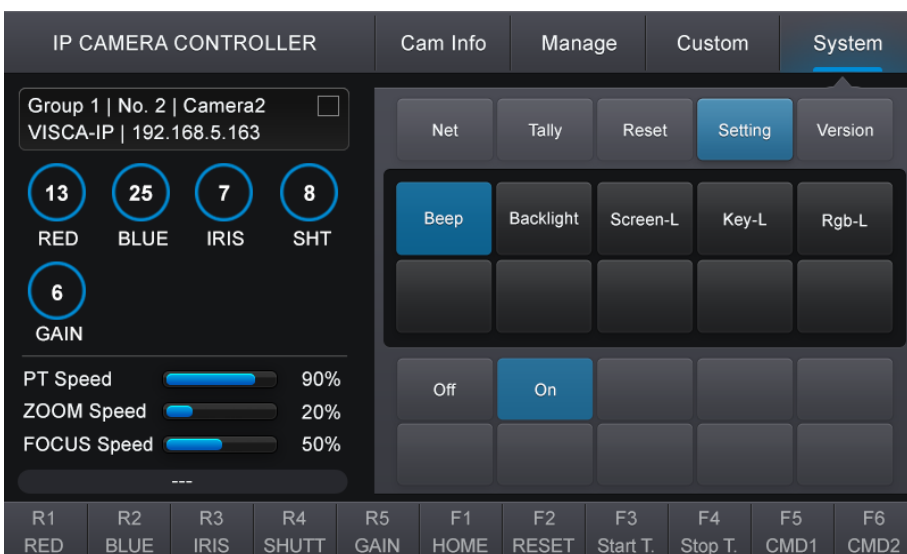 IP CAMERA CONTROLLER Cam Info Manage Custom System
Group 1 | No. 2 | Camera2
VISCA-IP | 192.168.5.163
13 25 7 8
RED BLUE IRIS SHT
6
GAIN
PT Speed 90%
ZOOM Speed 20%
FOCUS Speed 50%
---
Net Tally Reset Setting Version
Beep Backlight Screen-L Key-L Rgb-L
Off On
R1 R2 R3 R4 R5 F1 F2 F3 F4 F5 F6
RED BLUE IRIS SHUTT GAIN HOME RESET Start T. Stop T. CMD1 CMD2